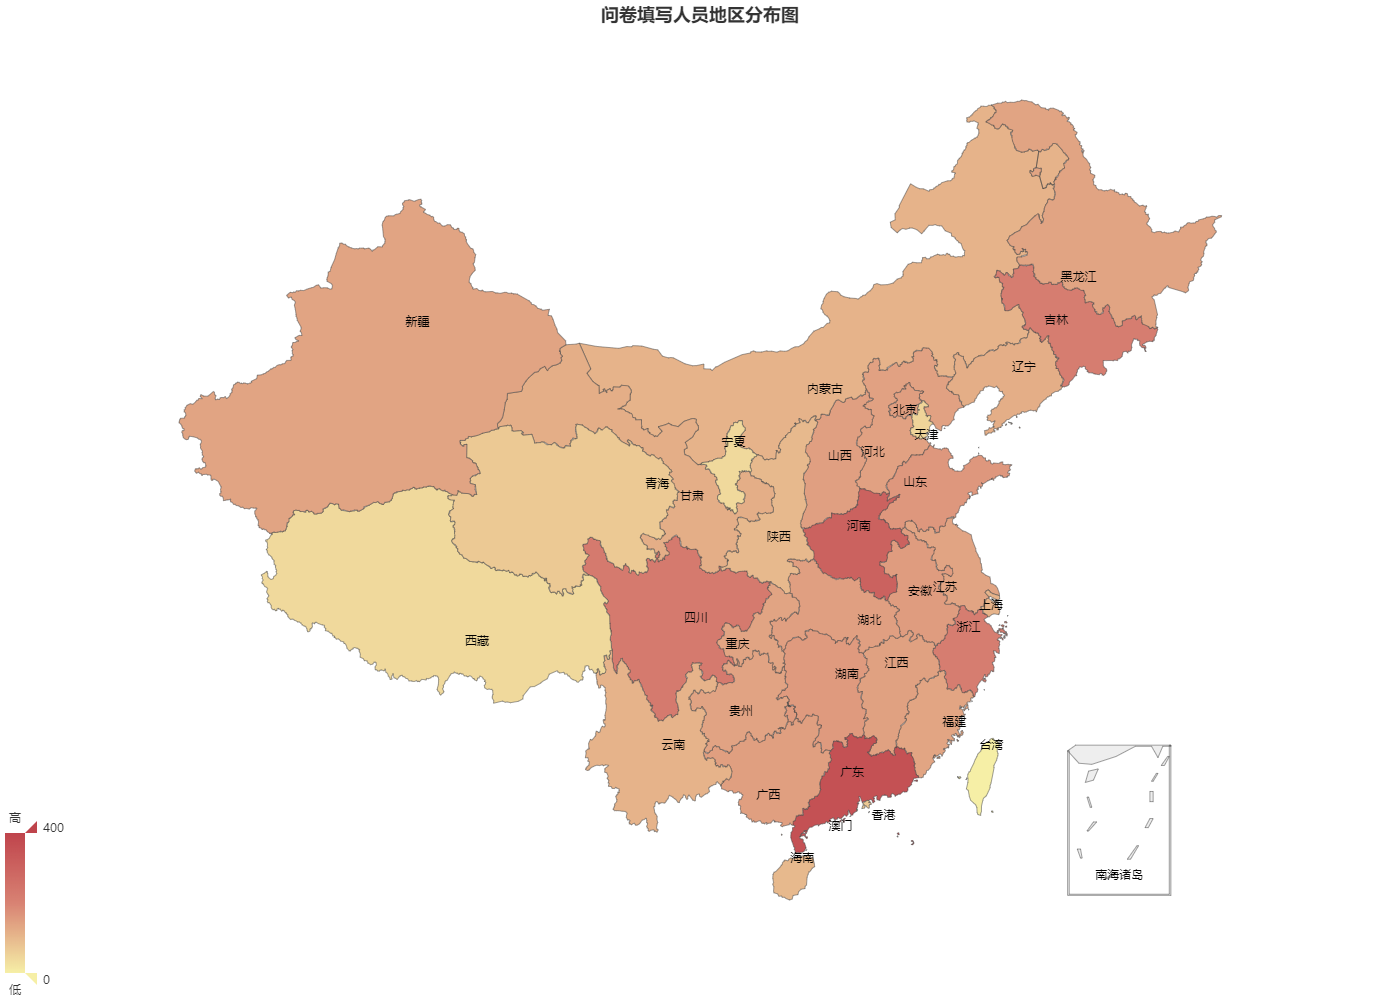 问卷填写人员地区分布图
黑龙江
吉林
新疆
辽宁
内蒙古
北京
天津
宁夏
山西
河北
青海
甘肃
山东
河南
陕西
安徽
江苏
上海
四川
湖北
浙江
西藏
重庆
江西
湖南
贵州
福建
云南
台湾
广东
广西
香港
澳门
海南
南海诸岛
高
400
0
低